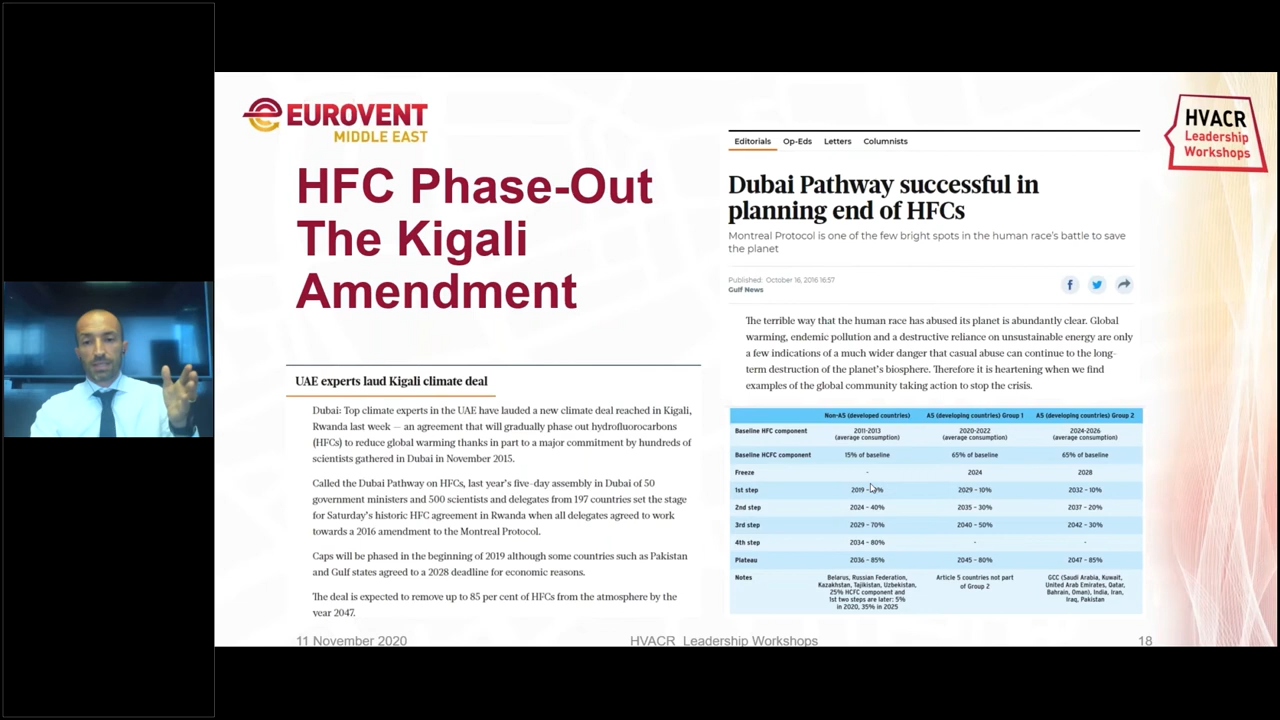 EUROVENT
MIDDLE EAST
HVACR
Leadership
Workshops
HFC Phase-Out
The Kigali
Amendment
UAE experts laud Kigali climate deal
Dubai: Top climate experts in the UAE have lauded a new climate deal reached in Kigali,
Rwanda last week — an agreement that will gradually phase out hydrofluorocarbons
(HFCs) to reduce global warming thanks in part to a major commitment by hundreds of
scientists gathered in Dubai in November 2015.
Called the Dubai Pathway on HFCs, last year's five-day assembly in Dubai of 50
government ministers and 500 scientists and delegates from 197 countries set the stage
for Saturday's historic HFC agreement in Rwanda when all delegates agreed to work
towards a 2016 amendment to the Montreal Protocol.
Caps will be phased in the beginning of 2019 although some countries such as Pakistan
and Gulf states agreed to a 2028 deadline for economic reasons.
The deal is expected to remove up to 85 per cent of HFCs from the atmosphere by the
year 2047.
Editorials Op-Eds Letters Columnists
Dubai Pathway successful in
planning end of HFCs
Montreal Protocol is one of the few bright spots in the human race's battle to save
the planet
Published: October 16, 2016 16:57
Gulf News
The terrible way that the human race has abused its planet is abundantly clear. Global
warming, endemic pollution and a destructive reliance on unsustainable energy are only
a few indications of a much wider danger that casual abuse can continue to the long-
term destruction of the planet's biosphere. Therefore it is heartening when we find
examples of the global community taking action to stop the crisis.
Non-A5 (developed countries) A5 (developing countries) Group 1 A5 (developing countries) Group 2
Baseline HFC component 2011-2013 (average consumption) 2020-2022 (average consumption) 2024-2026 (average consumption)
Baseline HCFC component 15% of baseline 65% of baseline 65% of baseline
Freeze - 2024 2028
1st step 2019 - 2029 - 10% 2032 - 10%
2nd step 2024 - 40% 2035 - 30% 2037 - 20%
3rd step 2029 - 70% 2040 - 50% 2042 - 30%
4th step 2034 - 80% - -
Plateau 2036 - 85% 2045 - 80% 2047 - 85%
Notes
Belarus, Russian Federation,
Kazakhstan, Tajikistan, Uzbekistan,
25% HCFC component and
1st two steps are later: 5%
in 2020, 35% in 2025
Article 5 countries not part
of Group 2
GCC (Saudi Arabia, Kuwait,
United Arab Emirates, Qatar,
Bahrain, Oman), India, Iran,
Iraq, Pakistan
11 November 2020 HVACR Leadership Workshops 18